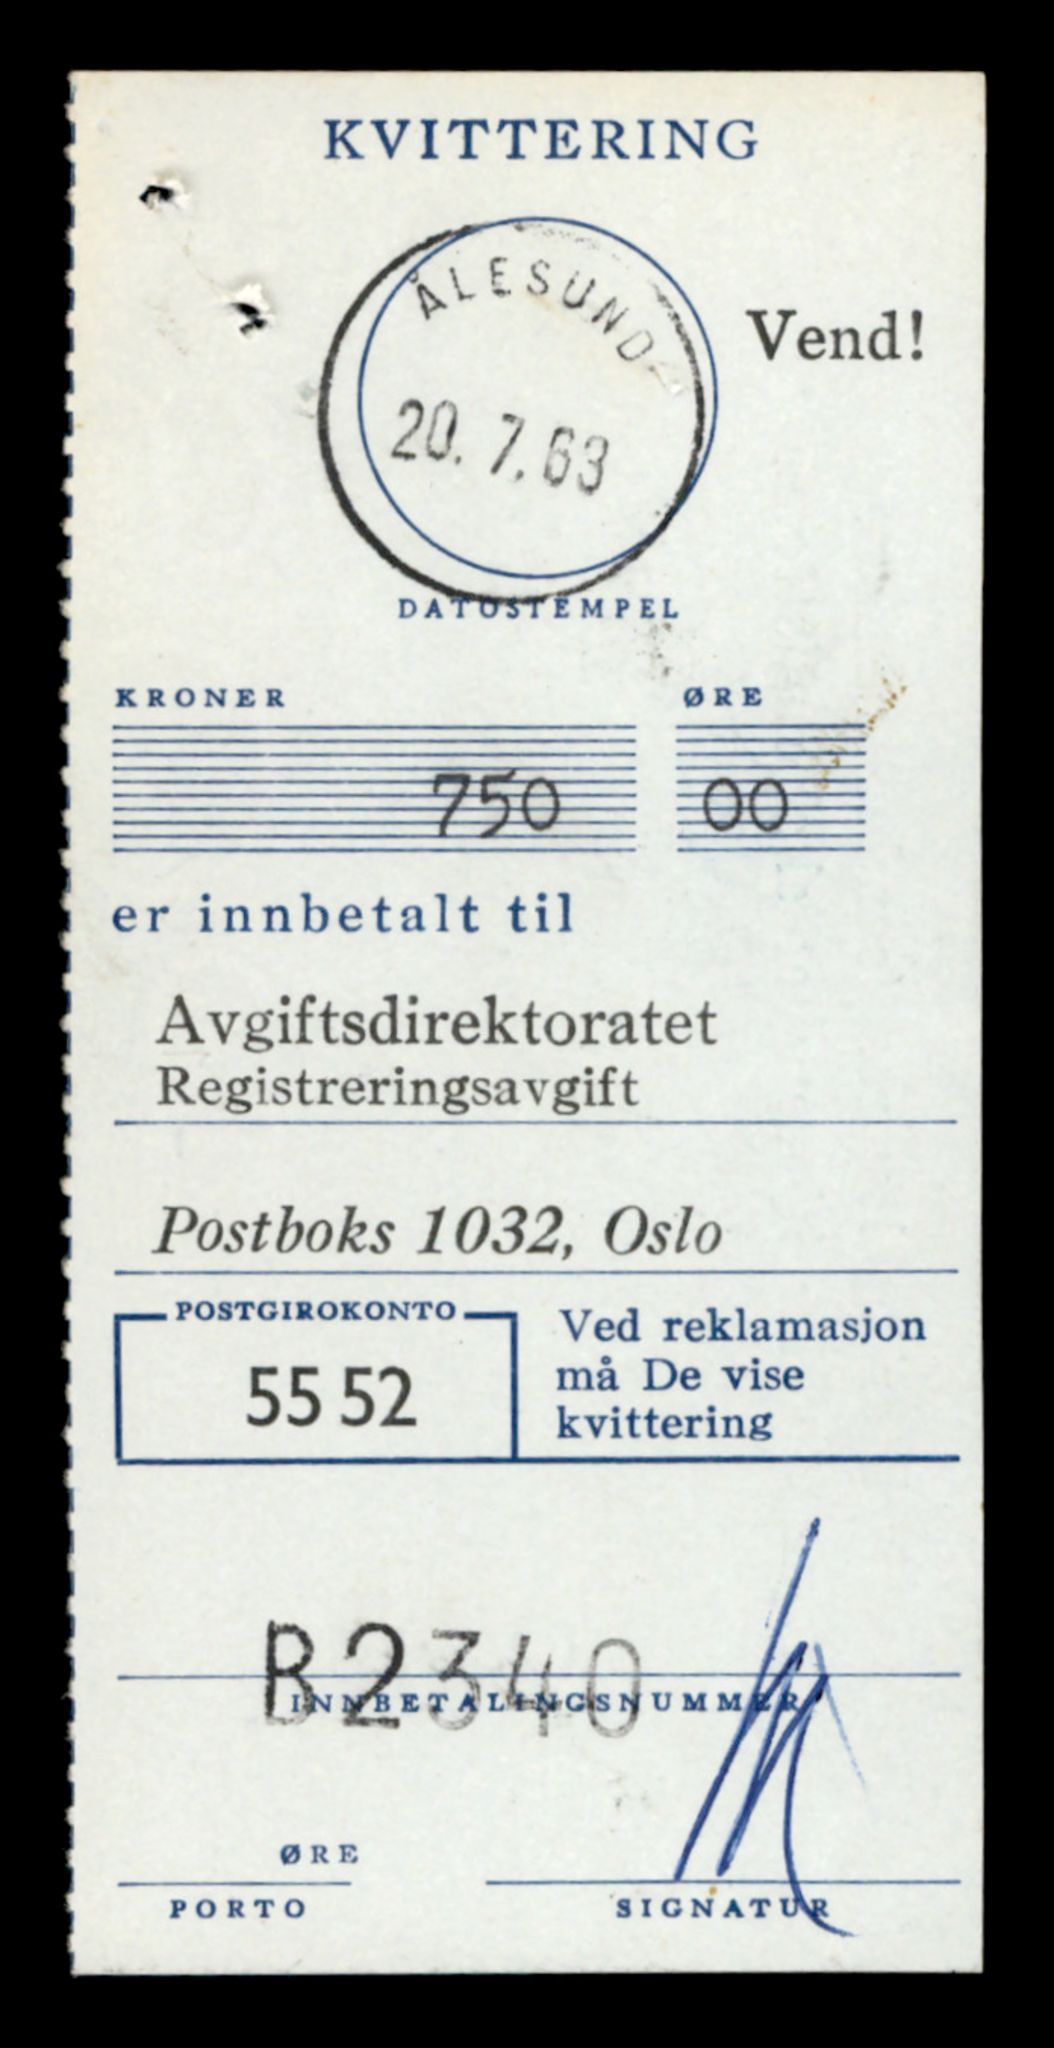 KVITTERING
ÅLESUND
Vend!
20. 7. 63
DATOSTEMPEL
KRONER ØRE
750 00
er innbetalt til
Avgiftsdirektoratet
Registreringsavgift
Postboks 1032, Oslo
POSTGIROKONTO
55 52
Ved reklamasjon
må De vise
kvittering
B2340
INNBETALINGSNUMMER
ØRE
PORTO
SIGNATUR